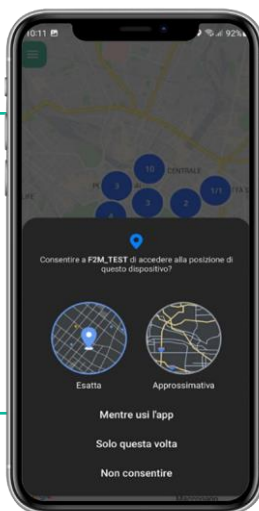 10:11
92%
10
CENTRALE
3
1/1
3
2
4
Consentire a F2M_TEST di accedere alla posizione di
questo dispositivo?
Esatta
Approssimativa
Mentre usi l'app
Solo questa volta
Non consentire